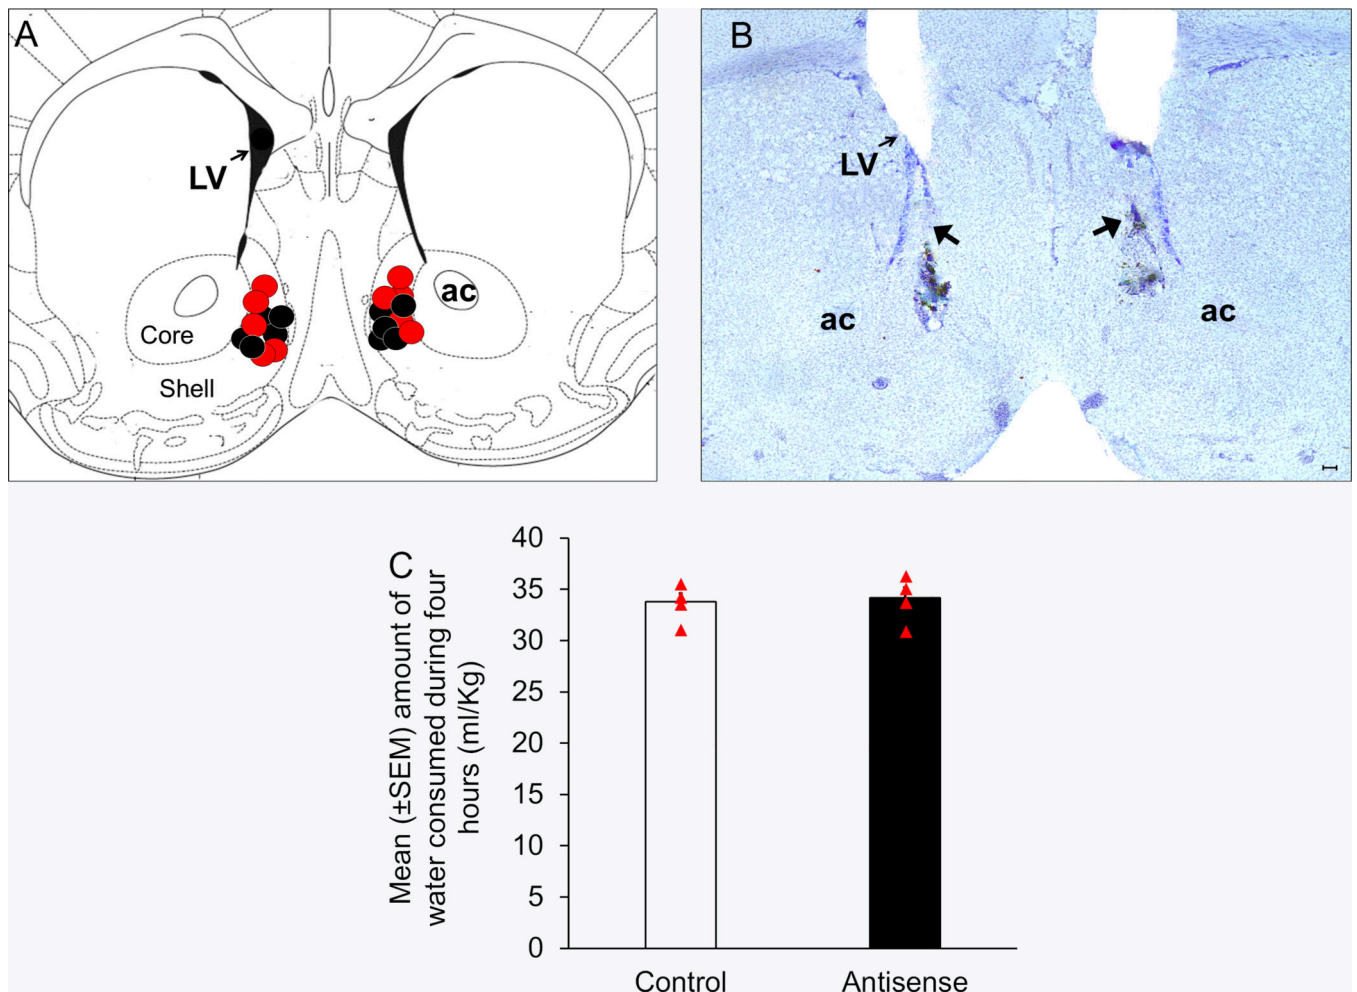 A
LV
ac
Core
Shell
B
LV
ac
ac
C
Mean (±SEM) amount of
water consumed during four
hours (ml/Kg)
40
35
30
25
20
15
10
5
0
Control
Antisense